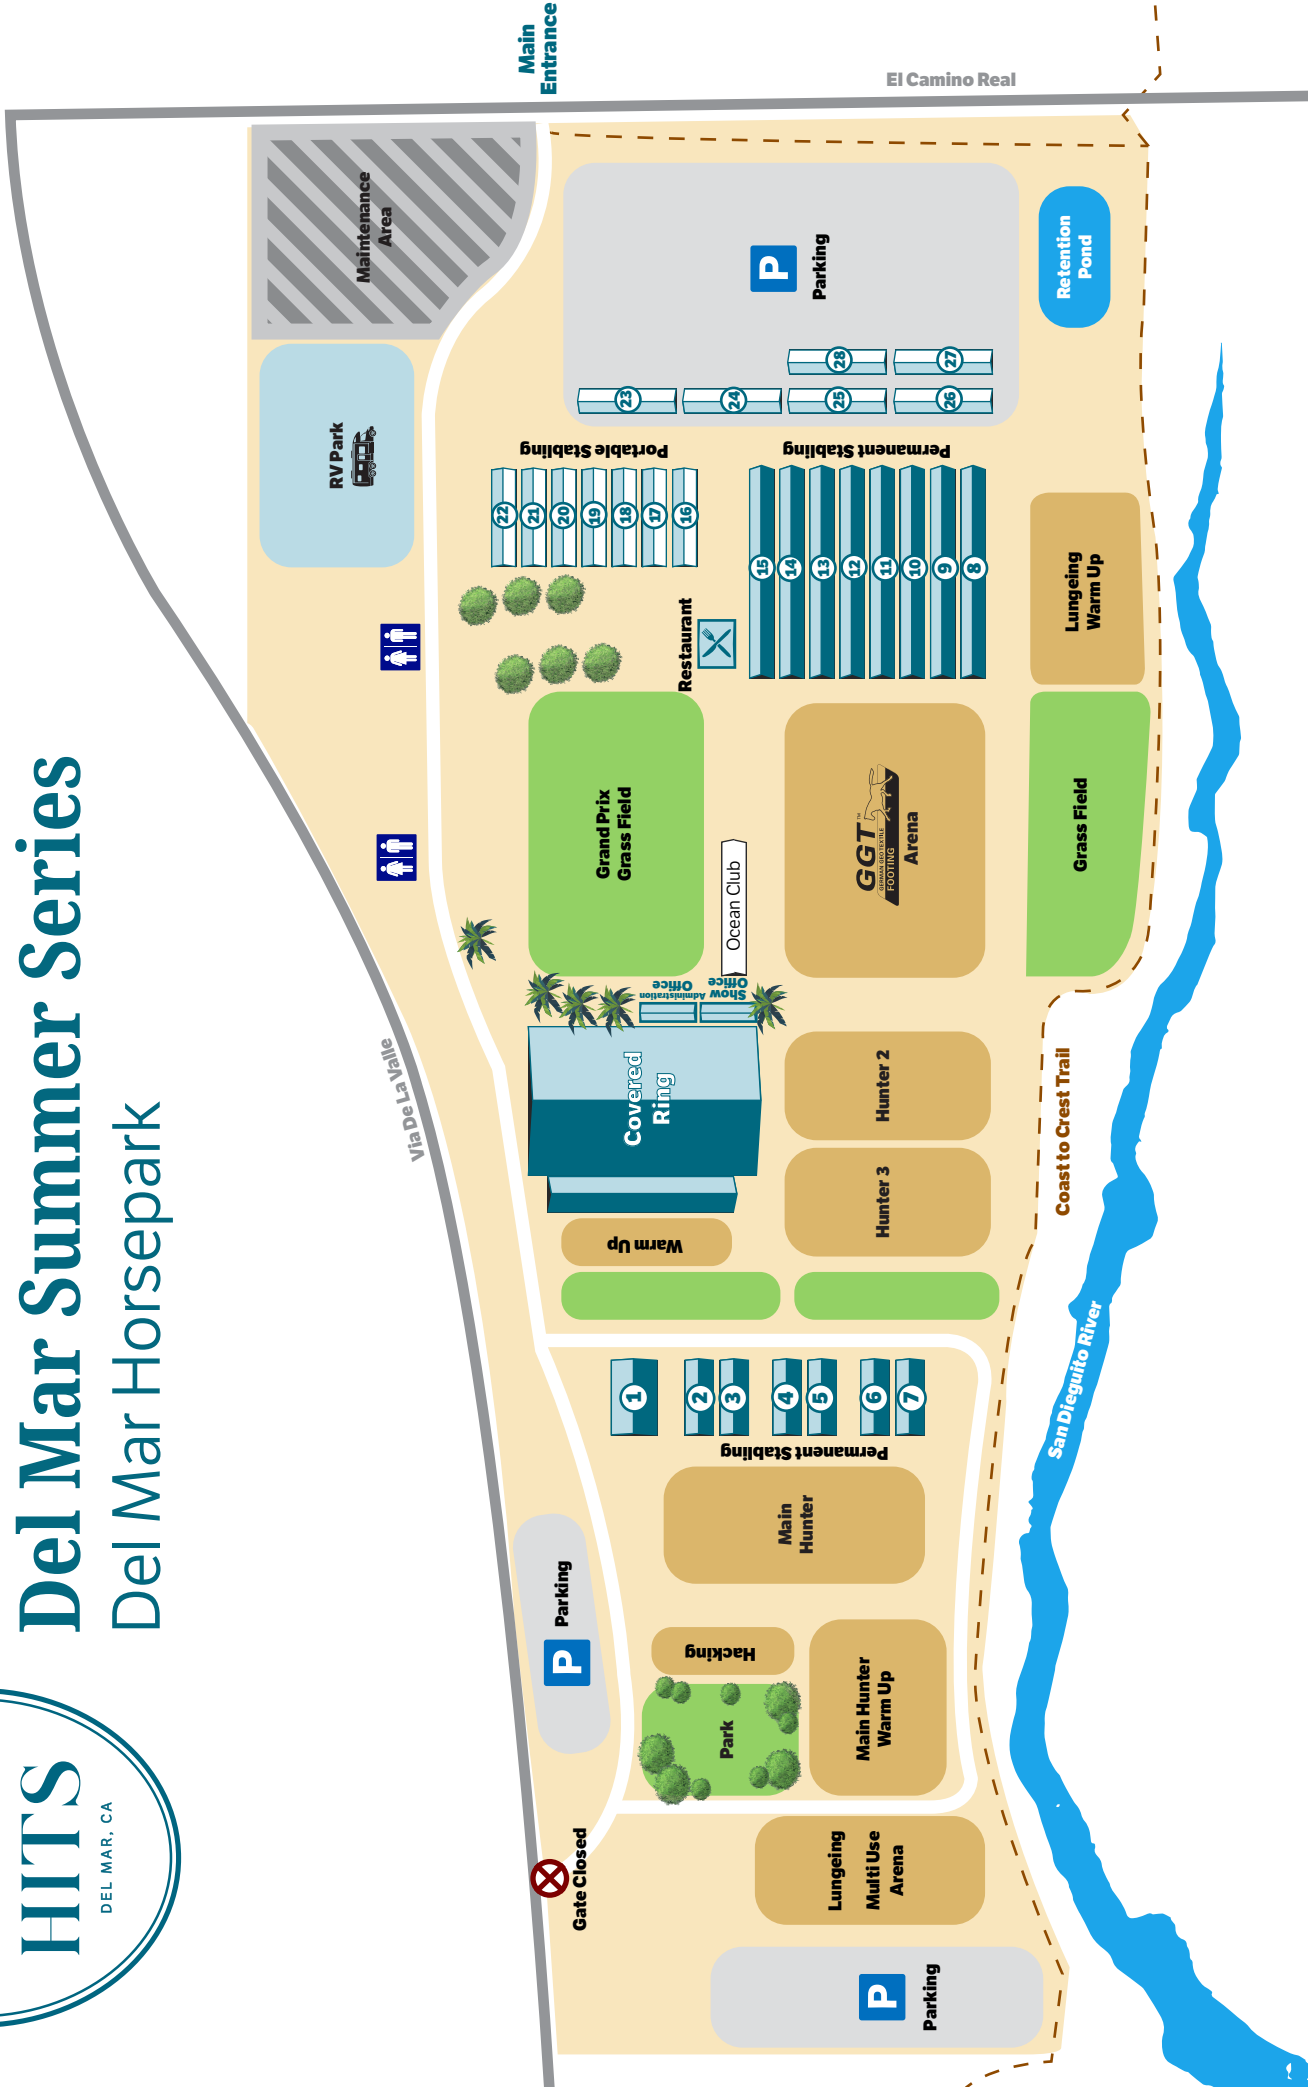 HITS
DEL MAR, CA
Del Mar Summer Series
Del Mar Horsepark
Via De La Valle
El Camino Real
Main
Entrance
Maintenance
Area
RV Park
P
Parking
Retention
Pond
23
24
25
26
28
27
Portable Stabling
22
21
20
19
18
17
16
Permanent Stabling
15
14
13
12
11
10
9
8
Restaurant
Lungeing
Warm Up
Grand Prix
Grass Field
Ocean Club
GGT™
GERMAN GEO TEXTILE
FOOTING
Arena
Grass Field
Administration
Office
Show
Office
Covered
Ring
Hunter 2
Hunter 3
Warm Up
Coast to Crest Trail
San Dieguito River
1
2
3
4
5
6
7
Permanent Stabling
Main
Hunter
P
Parking
Hacking
Park
Main Hunter
Warm Up
Gate Closed
Lungeing
Multi Use
Arena
P
Parking